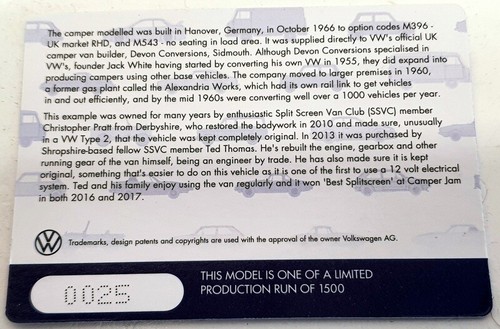 The camper modelled was built in Hanover, Germany, in October 1966 to option codes M396 -
UK market RHD, and M543 - no seating in load area. It was supplied directly to VW's official UK
camper van builder, Devon Conversions, Sidmouth. Although Devon Conversions specialised in
VW's, founder Jack White having started by converting his own VW in 1955, they did expand into
producing campers using other base vehicles. The company moved to larger premises in 1960,
a former gas plant called the Alexandria Works, which had its own rail link to get vehicles
in and out efficiently, and by the mid 1960s were converting well over a 1000 vehicles per year.
This example was owned for many years by enthusiastic Split Screen Van Club (SSVC) member
Christopher Pratt from Derbyshire, who restored the bodywork in 2010 and made sure, unusually
in a VW Type 2, that the vehicle was kept completely original. In 2013 it was purchased by
Shropshire-based fellow SSVC member Ted Thomas. He's rebuilt the engine, gearbox and other
running gear of the van himself, being an engineer by trade. He has also made sure it is kept
original, something that's easier to do on this vehicle as it is one of the first to use a 12 volt electrical
system. Ted and his family enjoy using the van regularly and it won 'Best Splitscreen' at Camper Jam
in both 2016 and 2017.
VW Trademarks, design patents and copyrights are used with the approval of the owner Volkswagen AG.
THIS MODEL IS ONE OF A LIMITED
PRODUCTION RUN OF 1500
0025